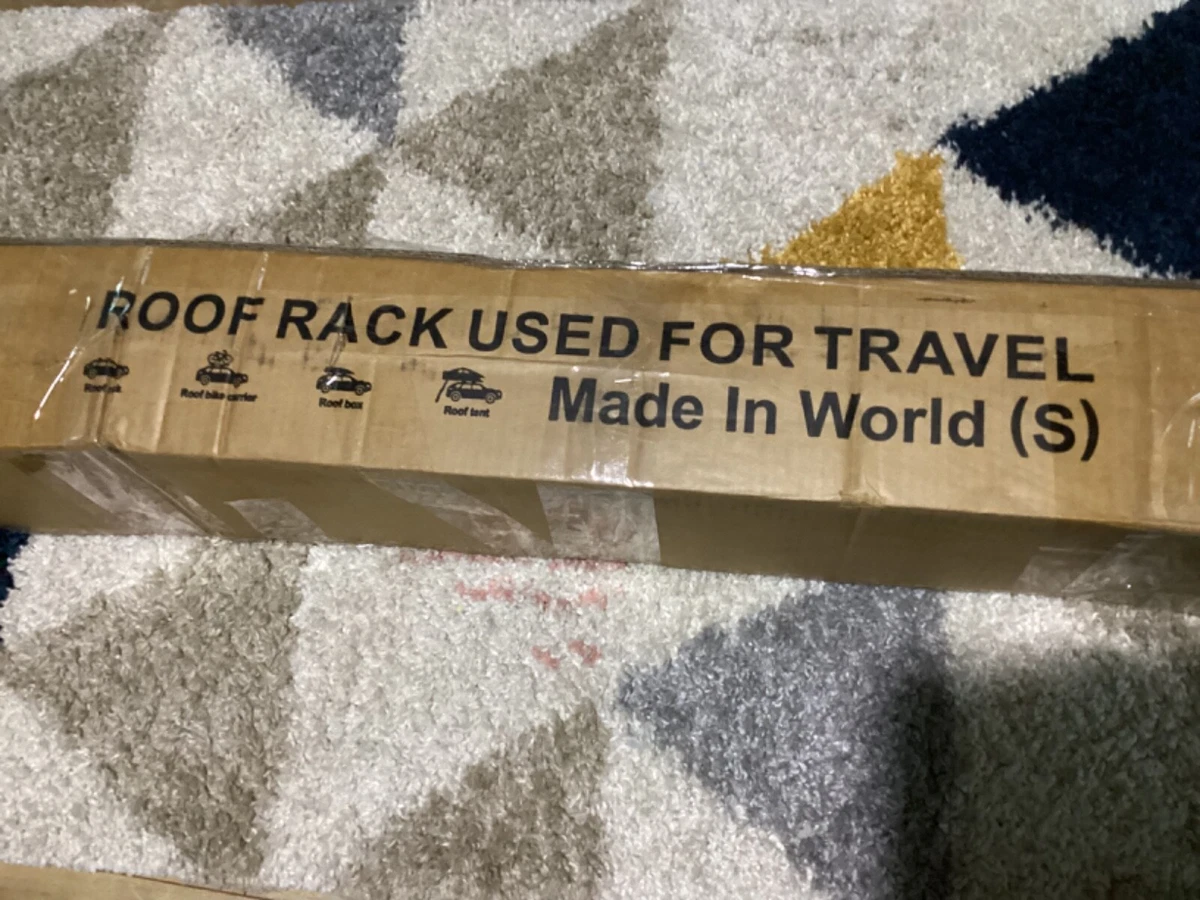 ROOF RACK USED FOR TRAVEL
Roof bike carrier
Roof box
Roof tent
Made In World (S)